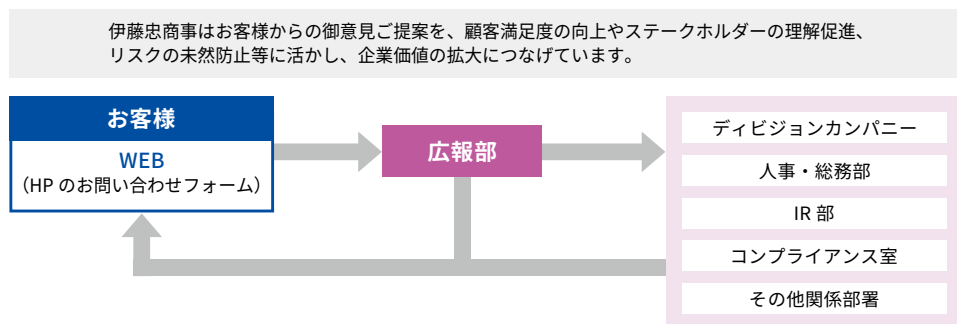 伊藤忠商事はお客様からの御意見ご提案を、顧客満足度の向上やステークホルダーの理解促進、
リスクの未然防止等に活かし、企業価値の拡大につなげています。
お客様
WEB
（HP のお問い合わせフォーム）
広報部
ディビジョンカンパニー
人事・総務部
IR 部
コンプライアンス室
その他関係部署